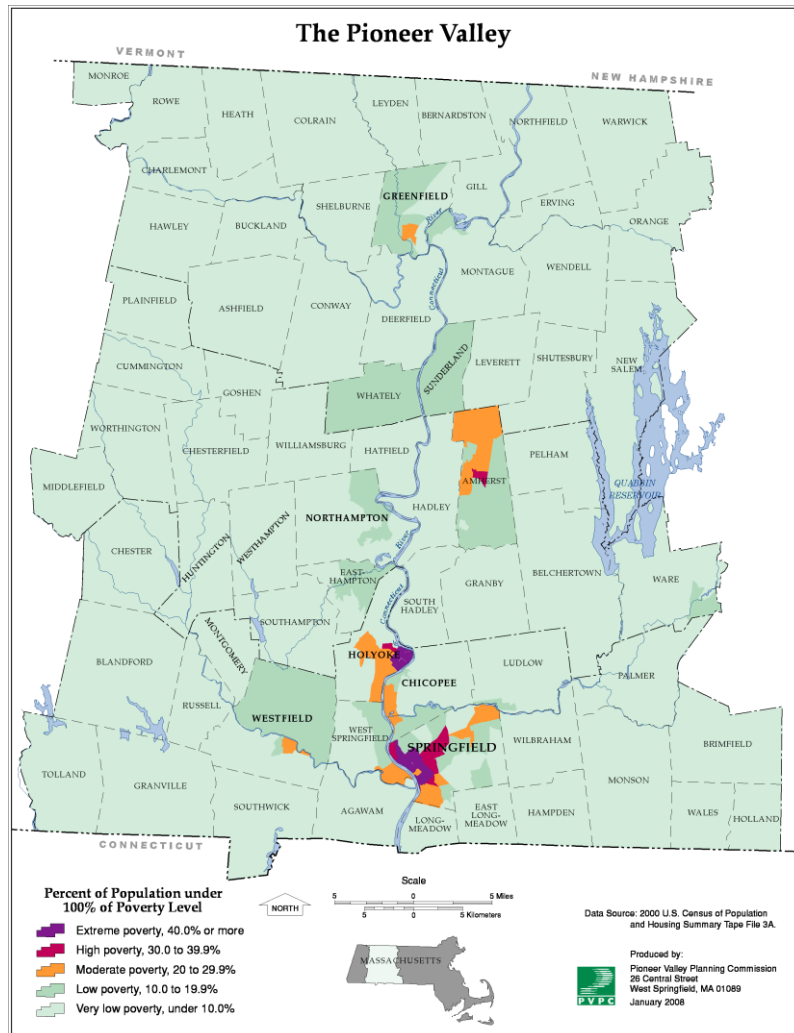 The Pioneer Valley
VERMONT
NEW HAMPSHIRE
MONROE
ROWE
HEATH
COLRAIN
LEYDEN
BERNARDSTON
NORTHFIELD
WARWICK
CHARLEMONT
SHELBURNE
GREENFIELD
GILL
ERVING
ORANGE
HAWLEY
BUCKLAND
River
Connecticut
MONTAGUE
WENDELL
PLAINFIELD
ASHFIELD
CONWAY
DEERFIELD
SUNDERLAND
LEVERETT
SHUTESBURY
NEW
SALEM
CUMMINGTON
GOSHEN
WHATELY
WORTHINGTON
CHESTERFIELD
WILLIAMSBURG
HATFIELD
PELHAM
MIDDLEFIELD
AMHERST
QUABBIN
RESERVOIR
NORTHAMPTON
HADLEY
CHESTER
HUNTINGTON
WESTHAMPTON
River
EAST-
HAMPTON
BELCHERTOWN
WARE
Connecticut
SOUTH
HADLEY
GRANBY
SOUTHAMPTON
MONTGOMERY
BLANDFORD
HOLYOKE
CHICOPEE
LUDLOW
PALMER
RUSSELL
WESTFIELD
WEST
SPRINGFIELD
SPRINGFIELD
WILBRAHAM
BRIMFIELD
TOLLAND
GRANVILLE
SOUTHWICK
AGAWAM
LONG-
MEADOW
EAST
LONG-
MEADOW
HAMPDEN
MONSON
WALES
HOLLAND
CONNECTICUT
Percent of Population under
100% of Poverty Level
Extreme poverty, 40.0% or more
High poverty, 30.0 to 39.9%
Moderate poverty, 20 to 29.9%
Low poverty, 10.0 to 19.9%
Very low poverty, under 10.0%
NORTH
Scale
5 0 5 Miles
5 0 5 Kilometers
MASSACHUSETTS
Data Source: 2000 U.S. Census of Population
and Housing Summary Tape File 3A.
Produced by:
Pioneer Valley Planning Commission
26 Central Street
West Springfield, MA 01089
January 2008
PVPC